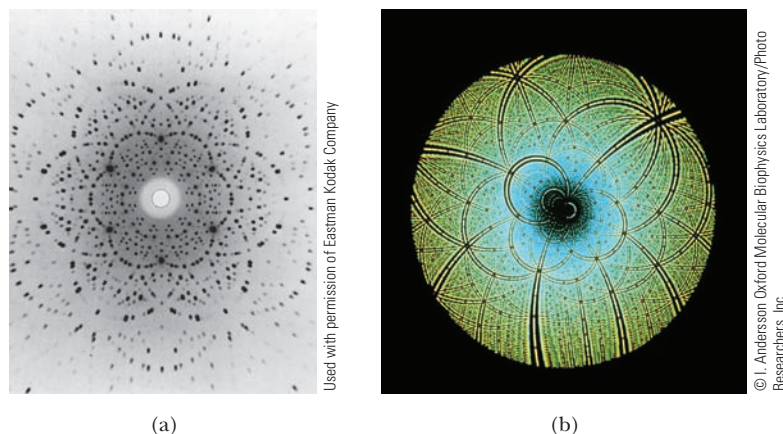 Used with permission of Eastman Kodak Company
© I. Andersson Oxford Molecular Biophysics Laboratory/Photo
Researchers, Inc.
(a)
(b)